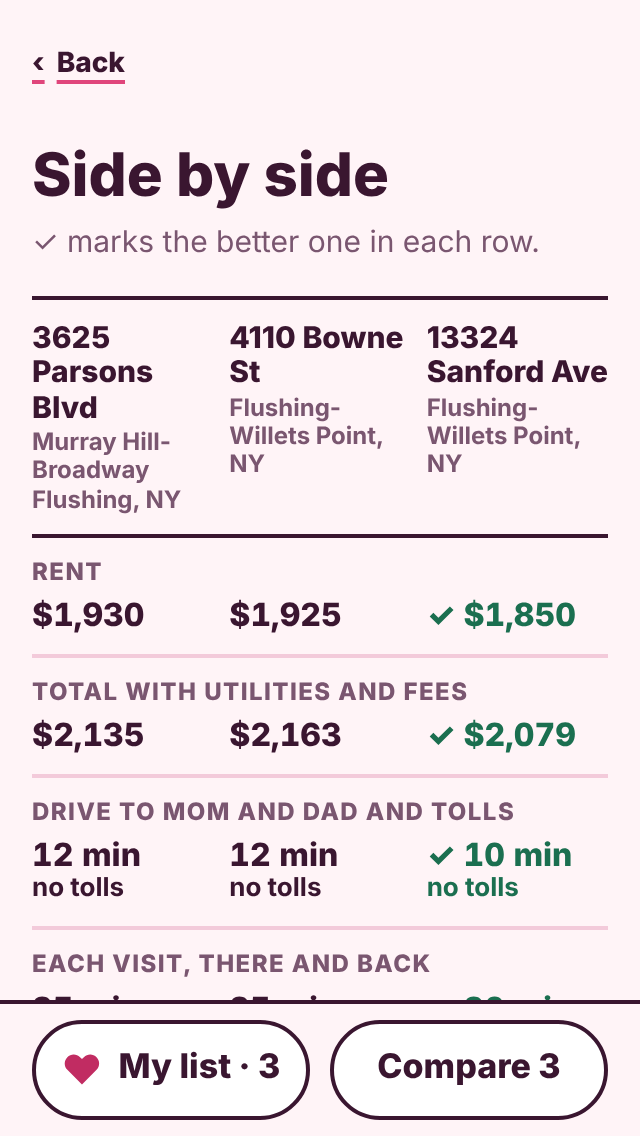 ‹ Back
Side by side
✓ marks the better one in each row.
3625 Parsons Blvd
Murray Hill-Broadway Flushing, NY
4110 Bowne St
Flushing-Willets Point, NY
13324 Sanford Ave
Flushing-Willets Point, NY
RENT
$1,930 $1,925 ✓ $1,850
TOTAL WITH UTILITIES AND FEES
$2,135 $2,163 ✓ $2,079
DRIVE TO MOM AND DAD AND TOLLS
12 min 12 min ✓ 10 min
no tolls no tolls no tolls
EACH VISIT, THERE AND BACK
My list · 3 Compare 3